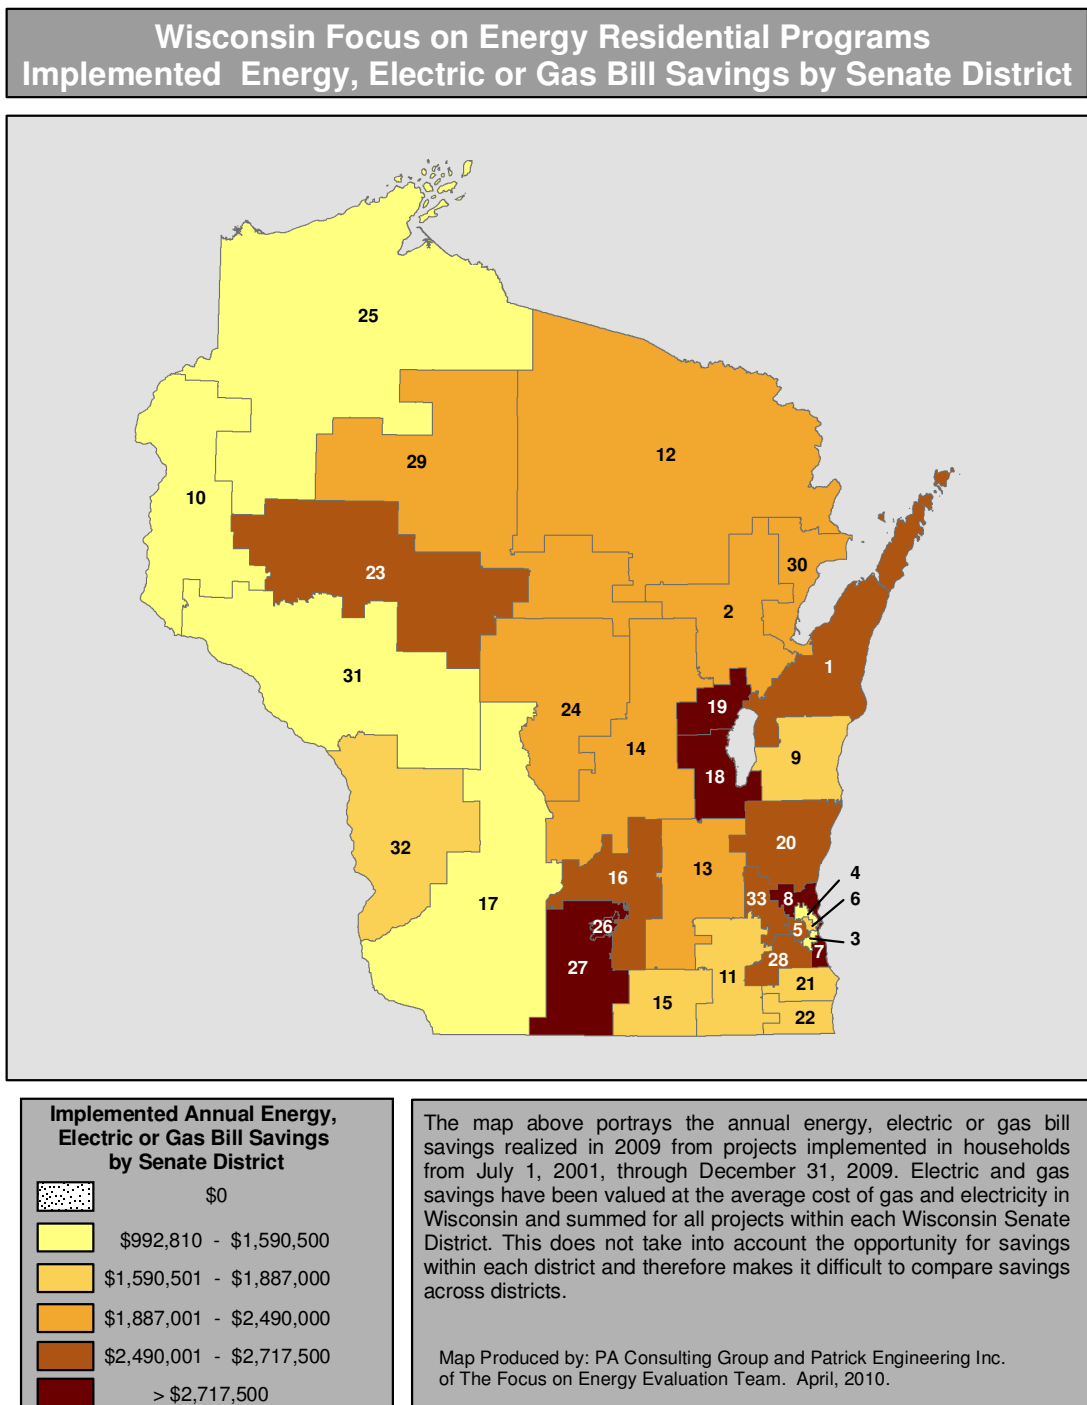 Wisconsin Focus on Energy Residential Programs
Implemented Energy, Electric or Gas Bill Savings by Senate District
25
12
29
10
30
23
2
1
31
19
24
14
9
18
20
32
13
4
16
8
33
6
17
26
5
3
7
28
27
11
21
15
22
Implemented Annual Energy,
Electric or Gas Bill Savings
by Senate District
$0
$992,810 - $1,590,500
$1,590,501 - $1,887,000
$1,887,001 - $2,490,000
$2,490,001 - $2,717,500
> $2,717,500
The map above portrays the annual energy, electric or gas bill
savings realized in 2009 from projects implemented in households
from July 1, 2001, through December 31, 2009. Electric and gas
savings have been valued at the average cost of gas and electricity in
Wisconsin and summed for all projects within each Wisconsin Senate
District. This does not take into account the opportunity for savings
within each district and therefore makes it difficult to compare savings
across districts.
Map Produced by: PA Consulting Group and Patrick Engineering Inc.
of The Focus on Energy Evaluation Team. April, 2010.